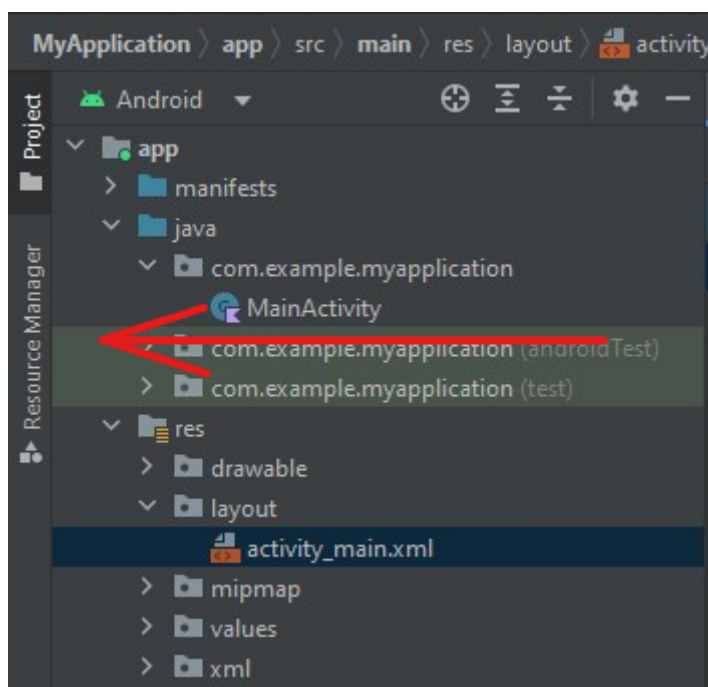 MyApplication 〉 app 〉 src 〉 main 〉 res 〉 layout 〉 activity
Android
Project
app
manifests
java
com.example.myapplication
Resource Manager
MainActivity
com.example.myapplication (androidTest)
com.example.myapplication (test)
res
drawable
layout
activity_main.xml
mipmap
values
xml